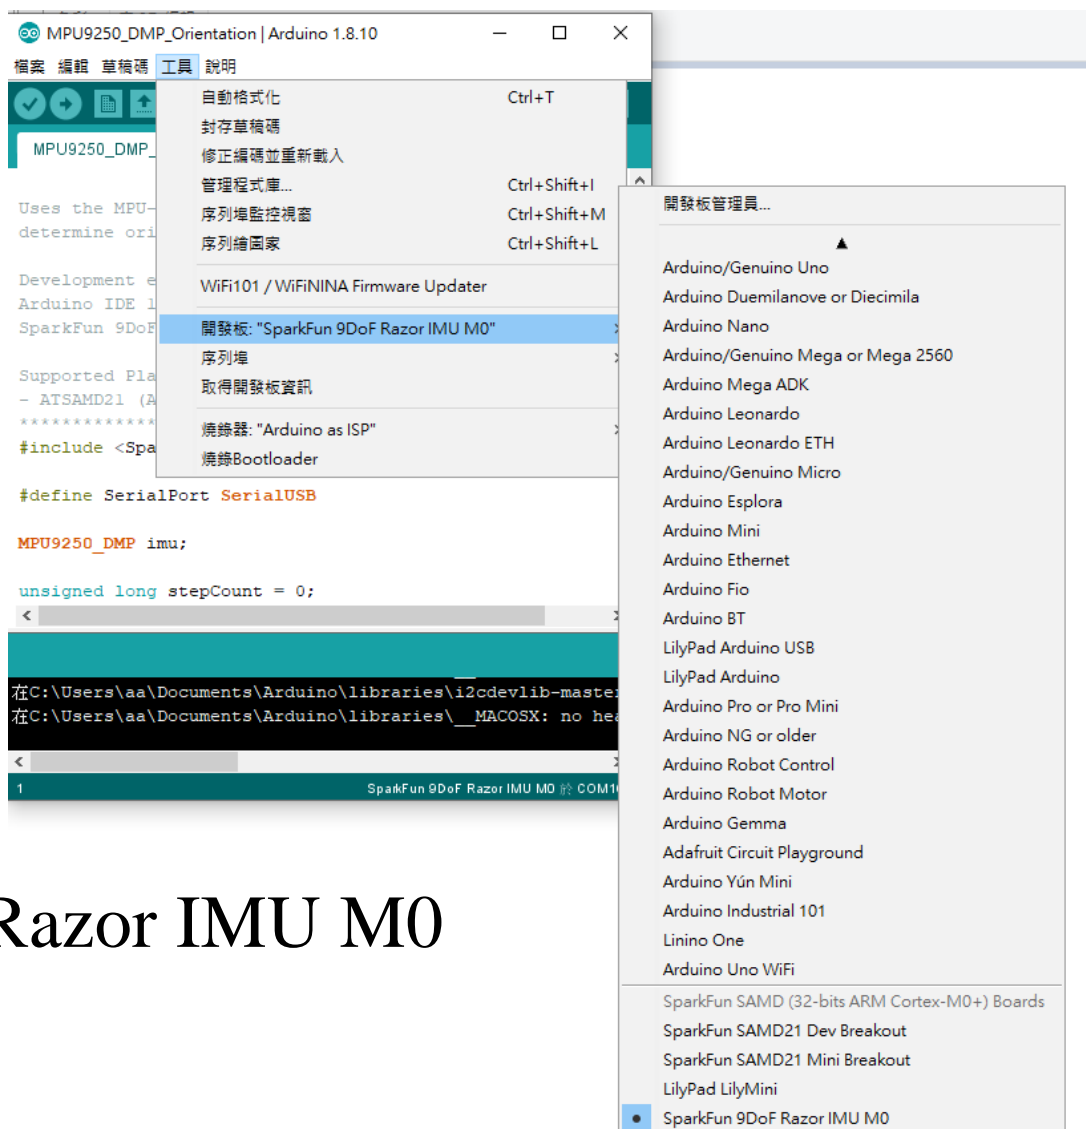 MPU9250_DMP_Orientation | Arduino 1.8.10
檔案 編輯 草稿碼 工具 說明
MPU9250_DMP_
自動格式化 Ctrl+T
封存草稿碼
修正編碼並重新載入
管理程式庫... Ctrl+Shift+I
序列埠監控視窗 Ctrl+Shift+M
序列繪圖家 Ctrl+Shift+L
WiFi101 / WiFiNINA Firmware Updater
開發板: "SparkFun 9DoF Razor IMU M0"
序列埠
取得開發板資訊
燒錄器: "Arduino as ISP"
燒錄Bootloader
Uses the MPU-
determine ori
Development e
Arduino IDE 1
SparkFun 9DoF
Supported Pla
- ATSAMD21 (A
*************
#include <Spa
#define SerialPort SerialUSB
MPU9250_DMP imu;
unsigned long stepCount = 0;
在C:\Users\aa\Documents\Arduino\libraries\i2cdevlib-master
在C:\Users\aa\Documents\Arduino\libraries\__MACOSX: no hea
1 SparkFun 9DoF Razor IMU M0 於 COM1
開發板管理員...
Arduino/Genuino Uno
Arduino Duemilanove or Diecimila
Arduino Nano
Arduino/Genuino Mega or Mega 2560
Arduino Mega ADK
Arduino Leonardo
Arduino Leonardo ETH
Arduino/Genuino Micro
Arduino Esplora
Arduino Mini
Arduino Ethernet
Arduino Fio
Arduino BT
LilyPad Arduino USB
LilyPad Arduino
Arduino Pro or Pro Mini
Arduino NG or older
Arduino Robot Control
Arduino Robot Motor
Arduino Gemma
Adafruit Circuit Playground
Arduino Yún Mini
Arduino Industrial 101
Linino One
Arduino Uno WiFi
SparkFun SAMD (32-bits ARM Cortex-M0+) Boards
SparkFun SAMD21 Dev Breakout
SparkFun SAMD21 Mini Breakout
LilyPad LilyMini
SparkFun 9DoF Razor IMU M0
Razor IMU M0